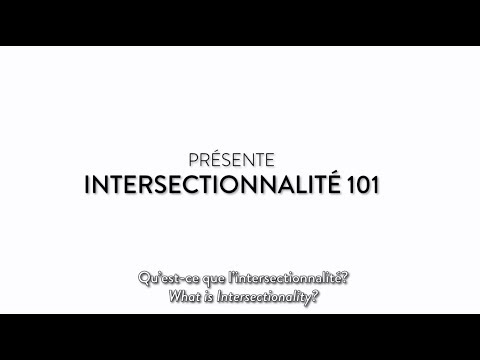 PRÉSENTE
INTERSECTIONNALITÉ 101
Qu'est-ce que l'intersectionnalité?
What is Intersectionality?